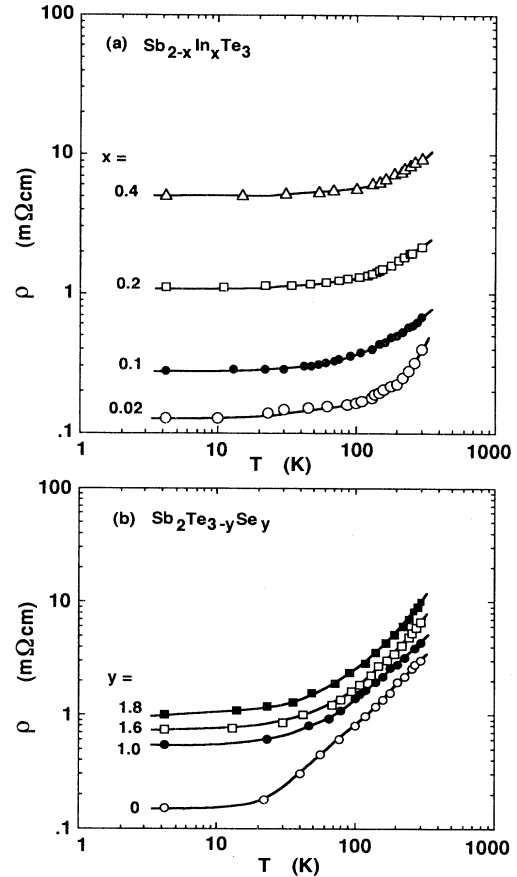 100
(a) Sb2-xInxTe3
10
x =
0.4
ρ (mΩcm)
0.2
1
0.1
0.02
.1
1 10 100 1000
T (K)
100
(b) Sb2Te3-ySey
10
ρ (mΩcm)
y =
1.8
1
1.6
1.0
0
.1
1 10 100 1000
T (K)